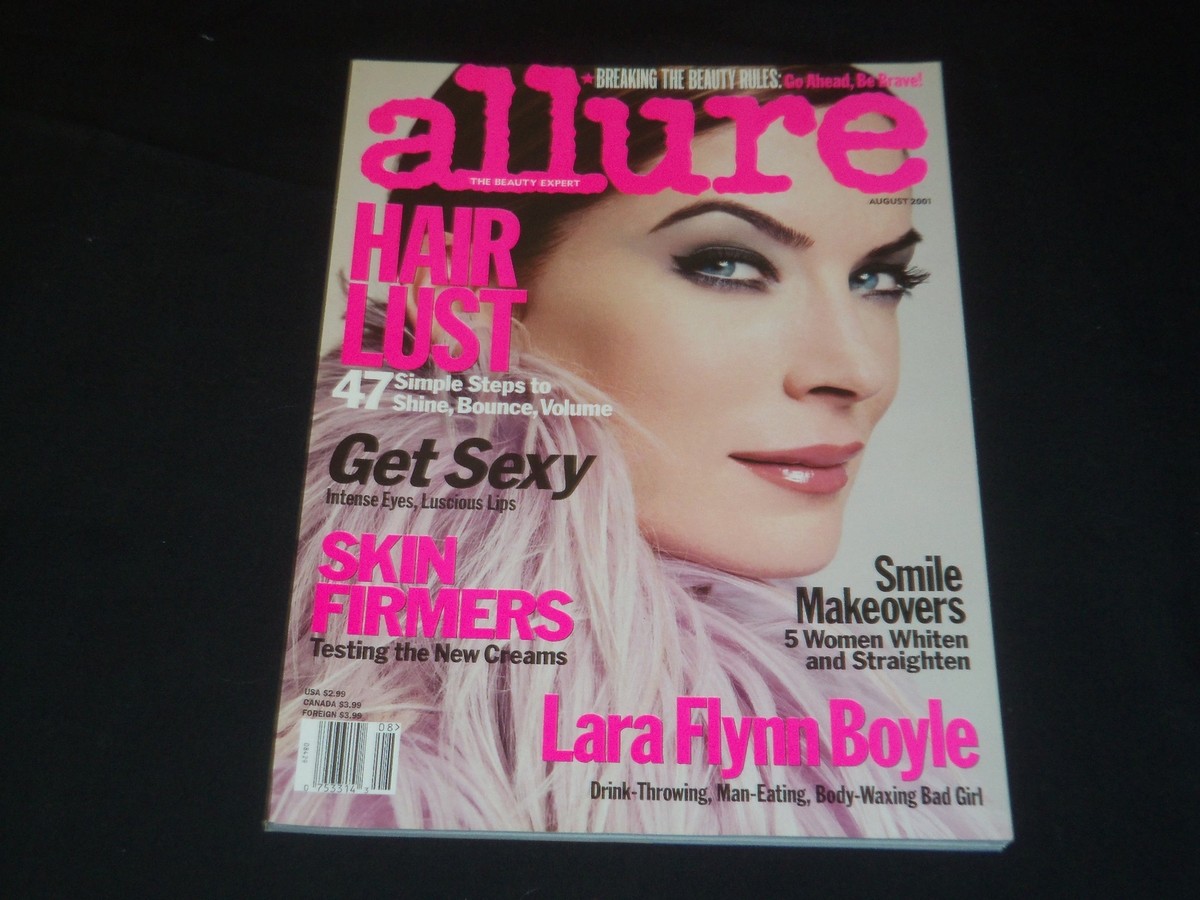 *BREAKING THE BEAUTY RULES: Go Ahead, Be Brave!
allure
THE BEAUTY EXPERT
AUGUST 2001
HAIR
LUST
47 Simple Steps to
Shine, Bounce, Volume
Get Sexy
Intense Eyes, Luscious Lips
SKIN
FIRMERS
Testing the New Creams
Smile
Makeovers
5 Women Whiten
and Straighten
USA $2.99
CANADA $3.99
FOREIGN $3.99
08>
Lara Flynn Boyle
Drink-Throwing, Man-Eating, Body-Waxing Bad Girl